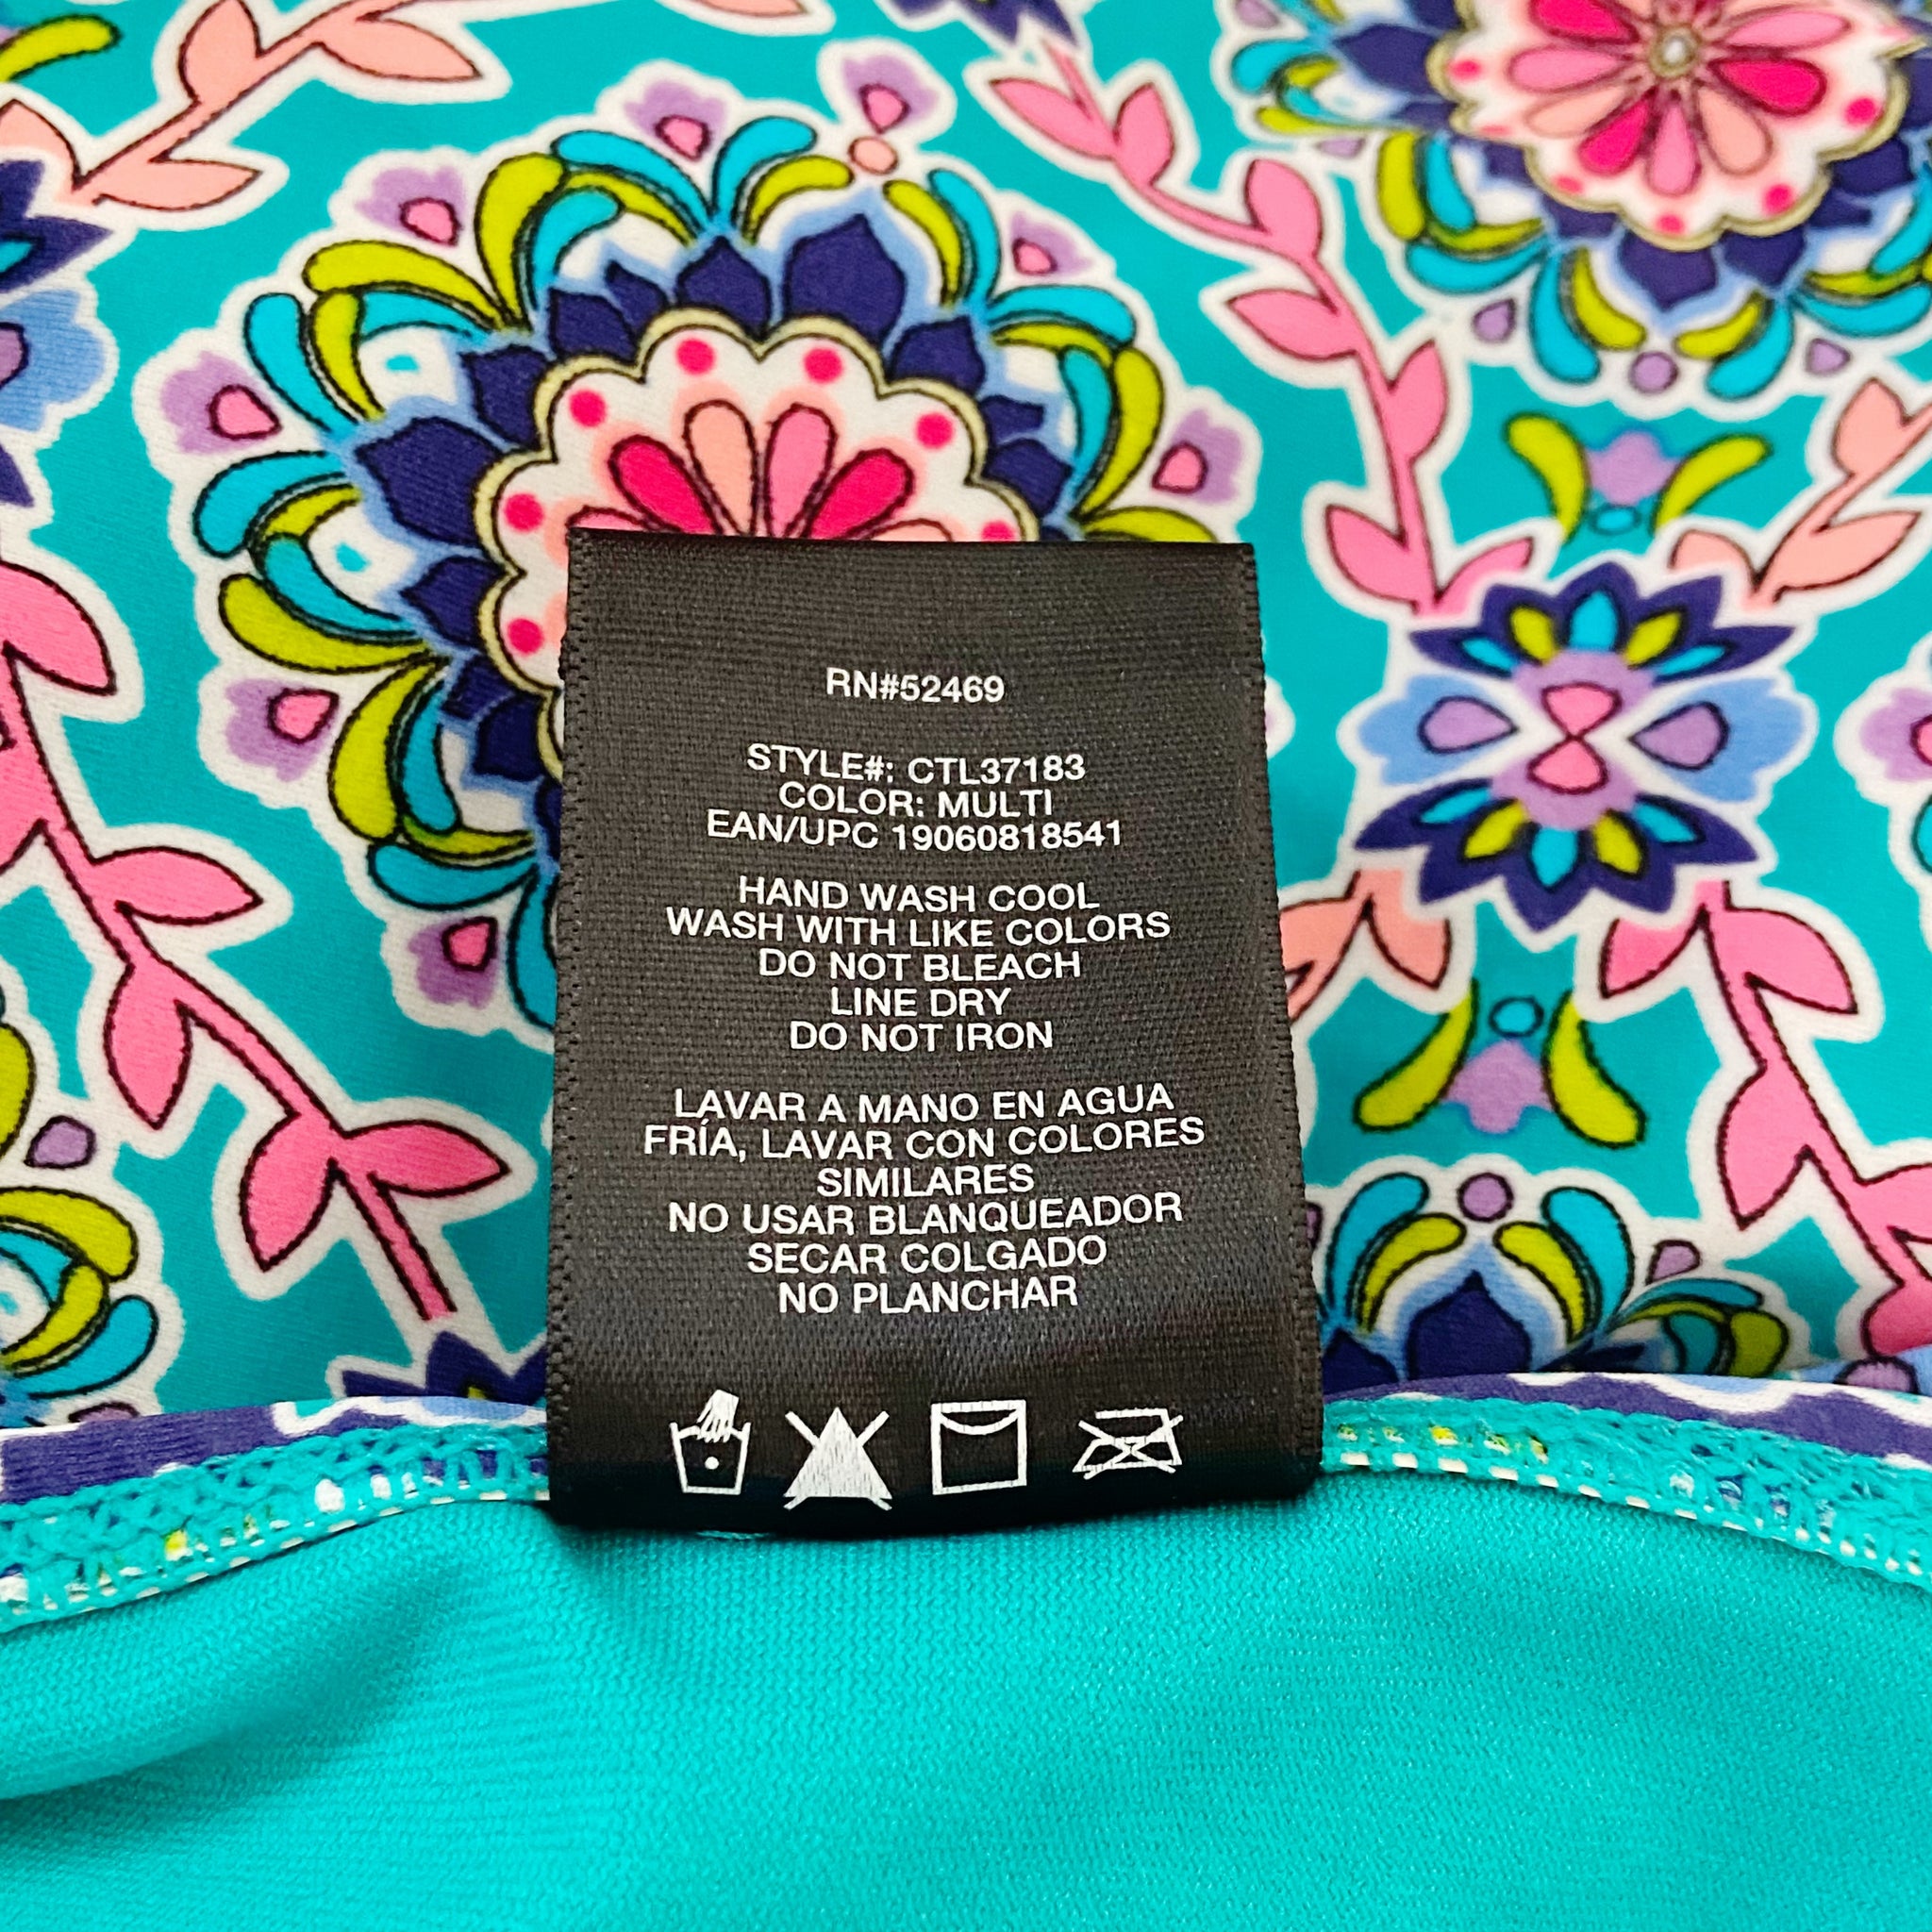 RN#52469
STYLE#: CTL37183
COLOR: MULTI
EAN/UPC 19060818541
HAND WASH COOL
WASH WITH LIKE COLORS
DO NOT BLEACH
LINE DRY
DO NOT IRON
LAVAR A MANO EN AGUA
FRÍA, LAVAR CON COLORES
SIMILARES
NO USAR BLANQUEADOR
SECAR COLGADO
NO PLANCHAR